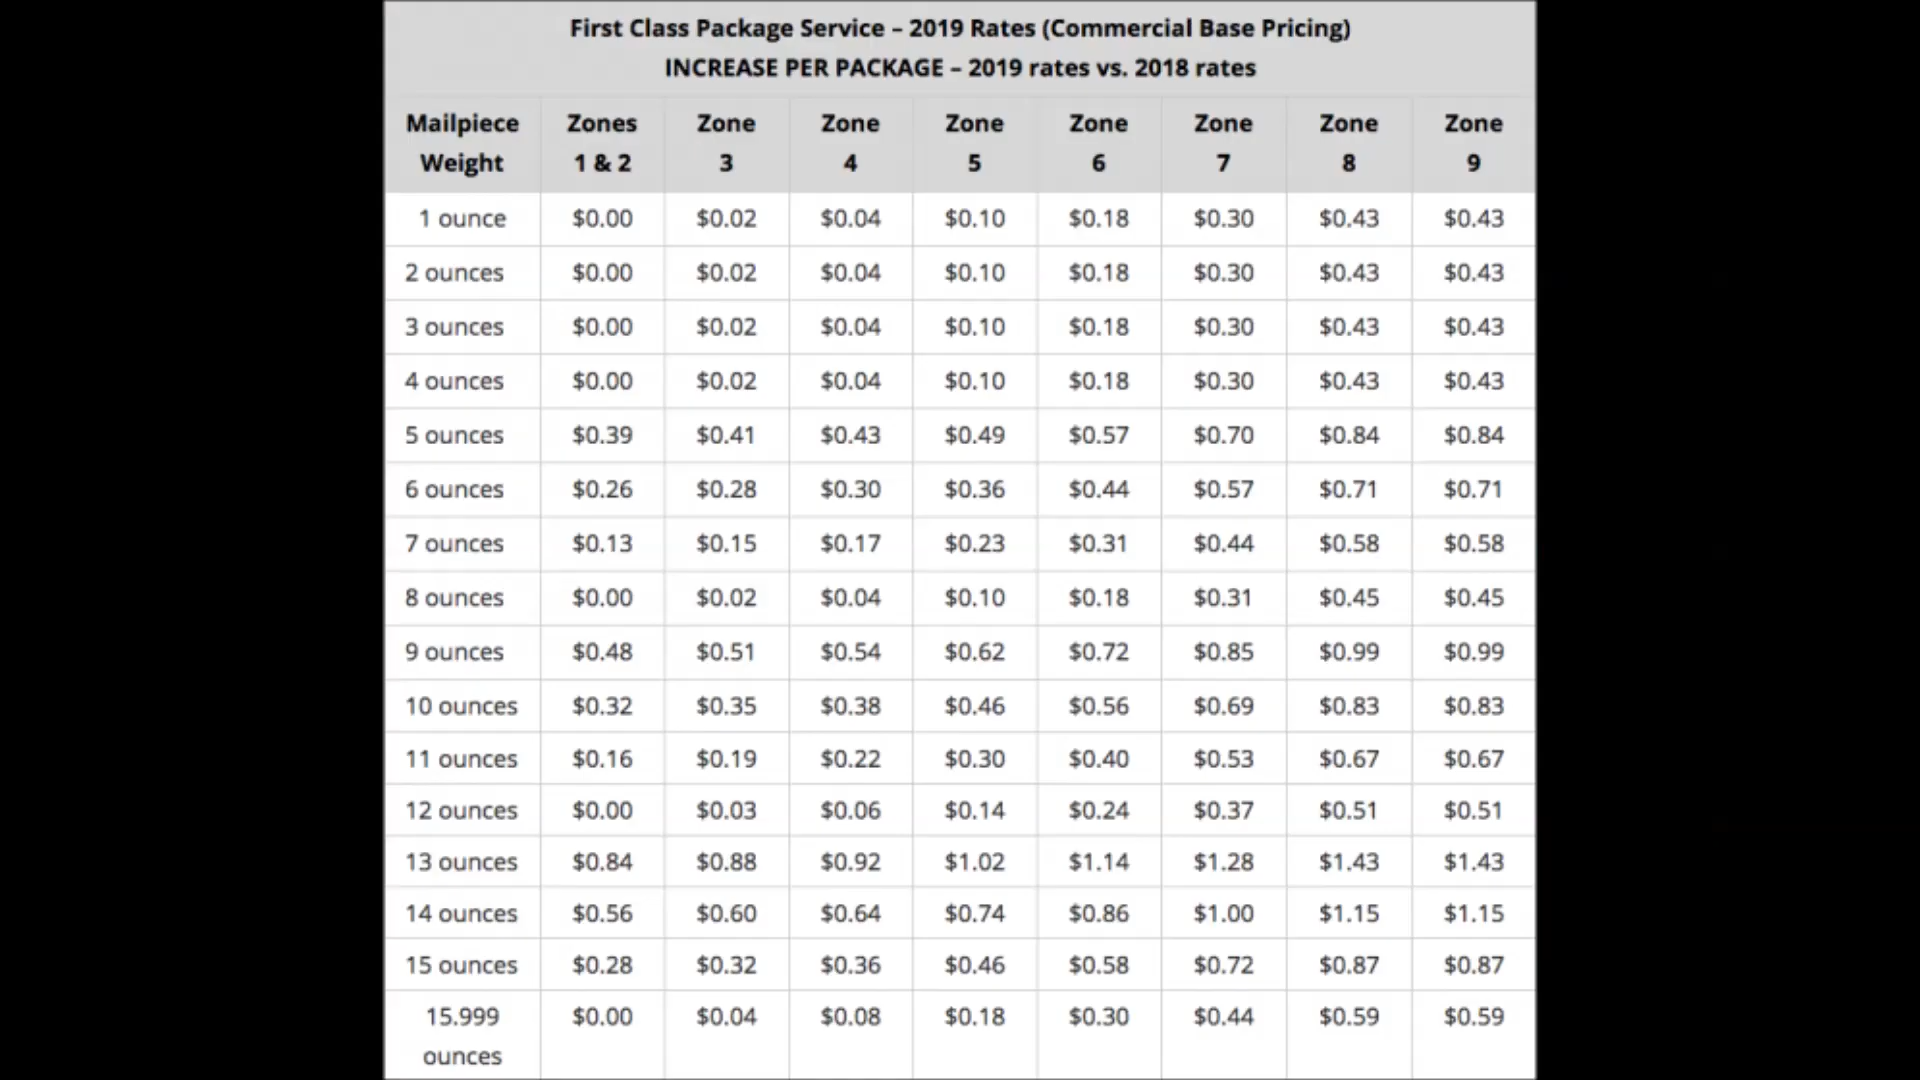 First Class Package Service – 2019 Rates (Commercial Base Pricing)
INCREASE PER PACKAGE – 2019 rates vs. 2018 rates
Mailpiece Weight Zones 1 & 2 Zone 3 Zone 4 Zone 5 Zone 6 Zone 7 Zone 8 Zone 9
1 ounce $0.00 $0.02 $0.04 $0.10 $0.18 $0.30 $0.43 $0.43
2 ounces $0.00 $0.02 $0.04 $0.10 $0.18 $0.30 $0.43 $0.43
3 ounces $0.00 $0.02 $0.04 $0.10 $0.18 $0.30 $0.43 $0.43
4 ounces $0.00 $0.02 $0.04 $0.10 $0.18 $0.30 $0.43 $0.43
5 ounces $0.39 $0.41 $0.43 $0.49 $0.57 $0.70 $0.84 $0.84
6 ounces $0.26 $0.28 $0.30 $0.36 $0.44 $0.57 $0.71 $0.71
7 ounces $0.13 $0.15 $0.17 $0.23 $0.31 $0.44 $0.58 $0.58
8 ounces $0.00 $0.02 $0.04 $0.10 $0.18 $0.31 $0.45 $0.45
9 ounces $0.48 $0.51 $0.54 $0.62 $0.72 $0.85 $0.99 $0.99
10 ounces $0.32 $0.35 $0.38 $0.46 $0.56 $0.69 $0.83 $0.83
11 ounces $0.16 $0.19 $0.22 $0.30 $0.40 $0.53 $0.67 $0.67
12 ounces $0.00 $0.03 $0.06 $0.14 $0.24 $0.37 $0.51 $0.51
13 ounces $0.84 $0.88 $0.92 $1.02 $1.14 $1.28 $1.43 $1.43
14 ounces $0.56 $0.60 $0.64 $0.74 $0.86 $1.00 $1.15 $1.15
15 ounces $0.28 $0.32 $0.36 $0.46 $0.58 $0.72 $0.87 $0.87
15.999 ounces $0.00 $0.04 $0.08 $0.18 $0.30 $0.44 $0.59 $0.59